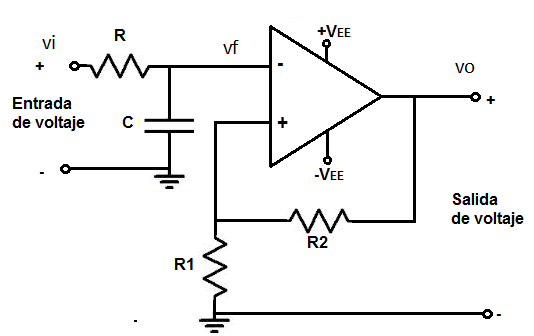 +VEE
vi
R
vf
+
-
vo
+
Entrada
de voltaje
C
+
-
-VEE
Salida
de voltaje
R2
R1
-